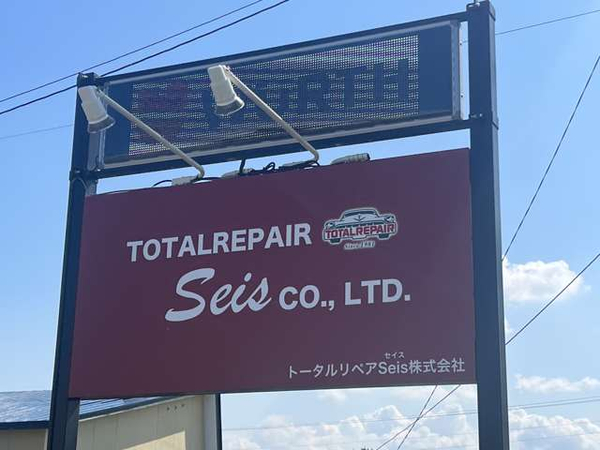 TOTALREPAIR
TOTALREPAIR
Since 1981
Seis CO., LTD.
セイス
トータルリペアSeis株式会社